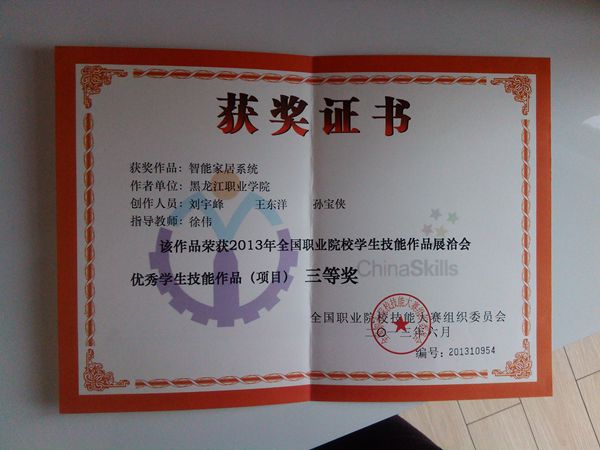 获奖证书
获奖作品：智能家居系统
作者单位：黑龙江职业学院
创作人员：刘宇峰 王东洋 孙宝侠
指导教师：徐伟
该作品荣获2013年全国职业院校学生技能作品展洽会
优秀学生技能作品（项目） 三等奖
ChinaSkills
全国职业院校技能大赛组织委员会
二〇一三年六月
编号：201310954